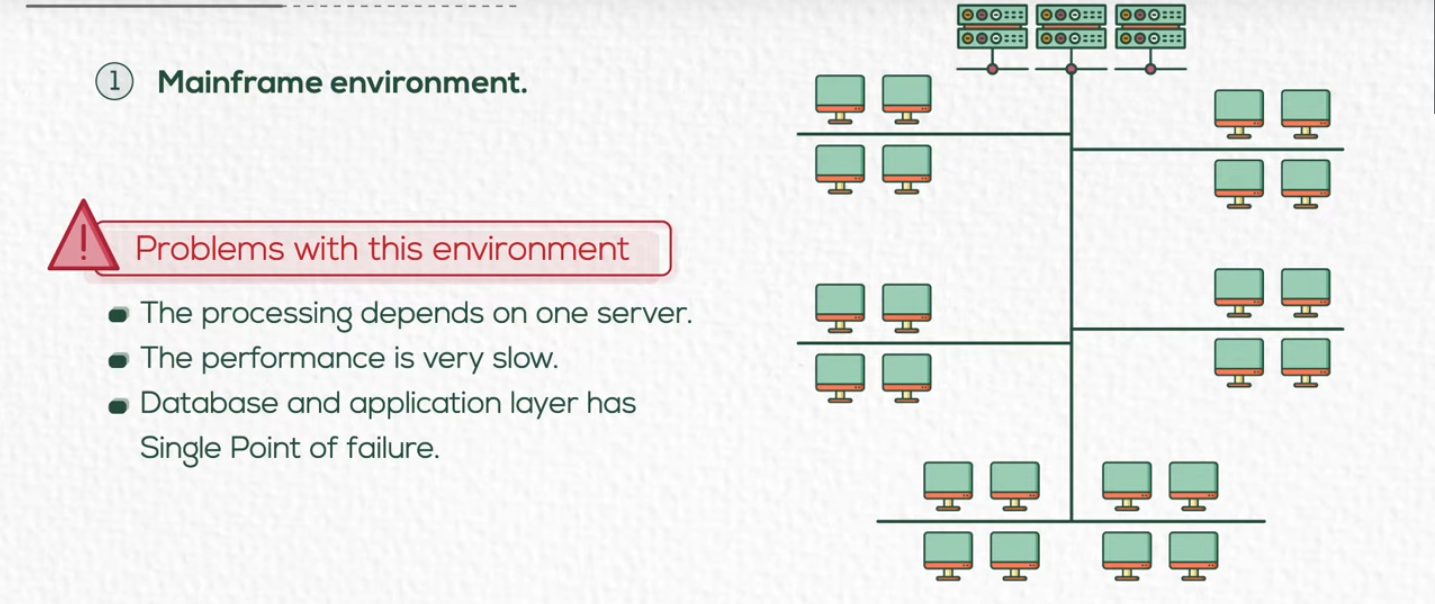 1 Mainframe environment.
! Problems with this environment
The processing depends on one server.
The performance is very slow.
Database and application layer has
Single Point of failure.